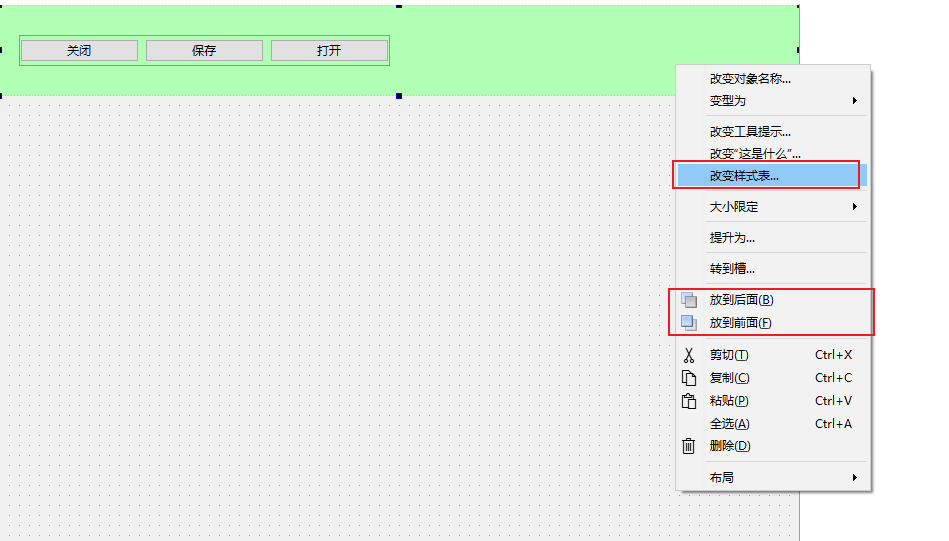 关闭 保存 打开
改变对象名称...
变型为
改变工具提示...
改变“这是什么”...
改变样式表...
大小限定
提升为...
转到槽...
放到后面(B)
放到前面(F)
剪切(T) Ctrl+X
复制(C) Ctrl+C
粘贴(P) Ctrl+V
全选(A) Ctrl+A
删除(D)
布局